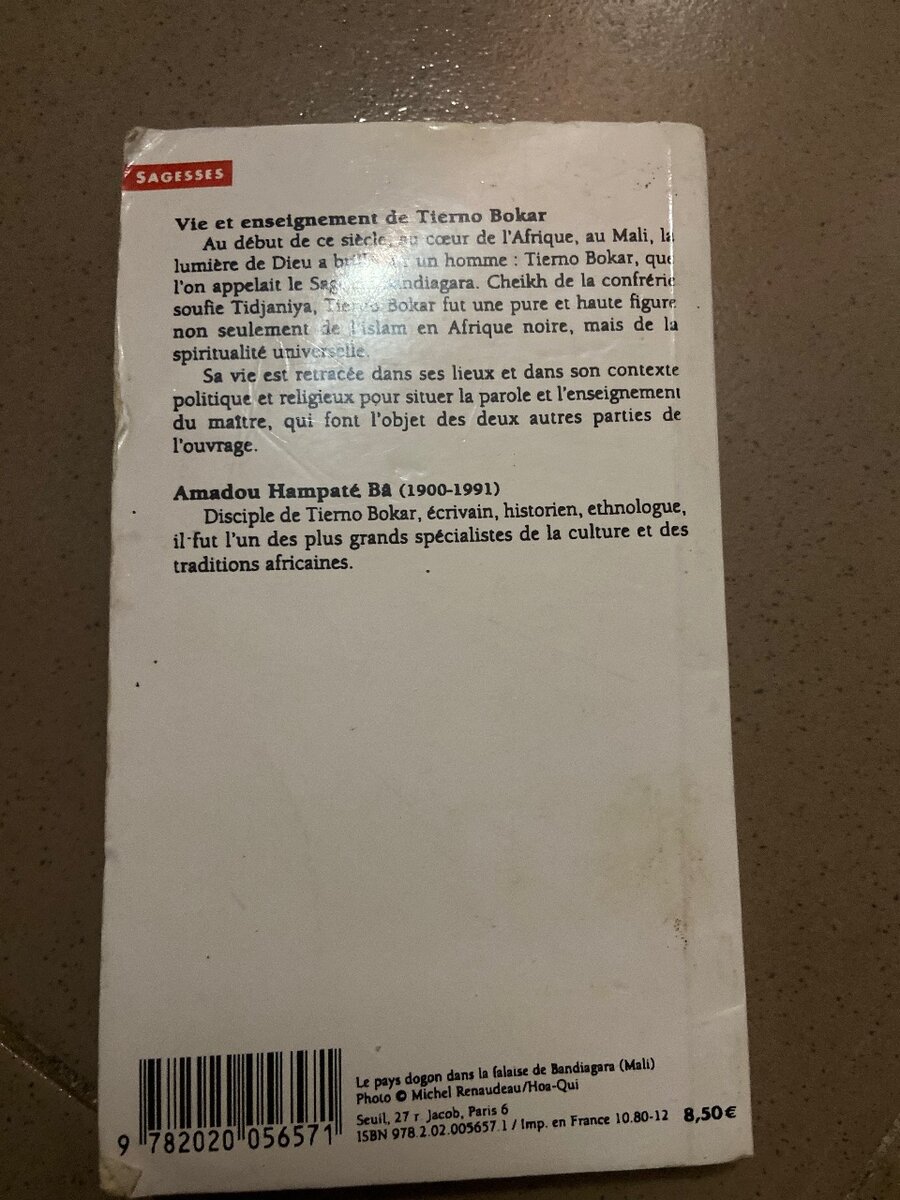 SAGESSES
Vie et enseignement de Tierno Bokar
Au début de ce siècle, au cœur de l'Afrique, au Mali, la
lumière de Dieu a un homme : Tierno Bokar, que
l'on appelait le Bandiagara. Cheikh de la confrérie
soufie Tidjaniya, Tierno Bokar fut une pure et haute figure
non seulement de l'islam en Afrique noire, mais de la
spiritualité universelle.
Sa vie est retracée dans ses lieux et dans son contexte
politique et religieux pour situer la parole et l'enseignement
du maître, qui font l'objet des deux autres parties de
l'ouvrage.
Amadou Hampaté Bâ (1900-1991)
Disciple de Tierno Bokar, écrivain, historien, ethnologue,
il fut l'un des plus grands spécialistes de la culture et des
traditions africaines.
Le pays dogon dans la falaise de Bandiagara (Mali)
Photo © Michel Renaudeau/Hoa-Qui
Seuil, 27 r. Jacob, Paris 6
ISBN 978.2.02.005657.1 / Imp. en France 10.80-12 8,50 €
9 782020 056571